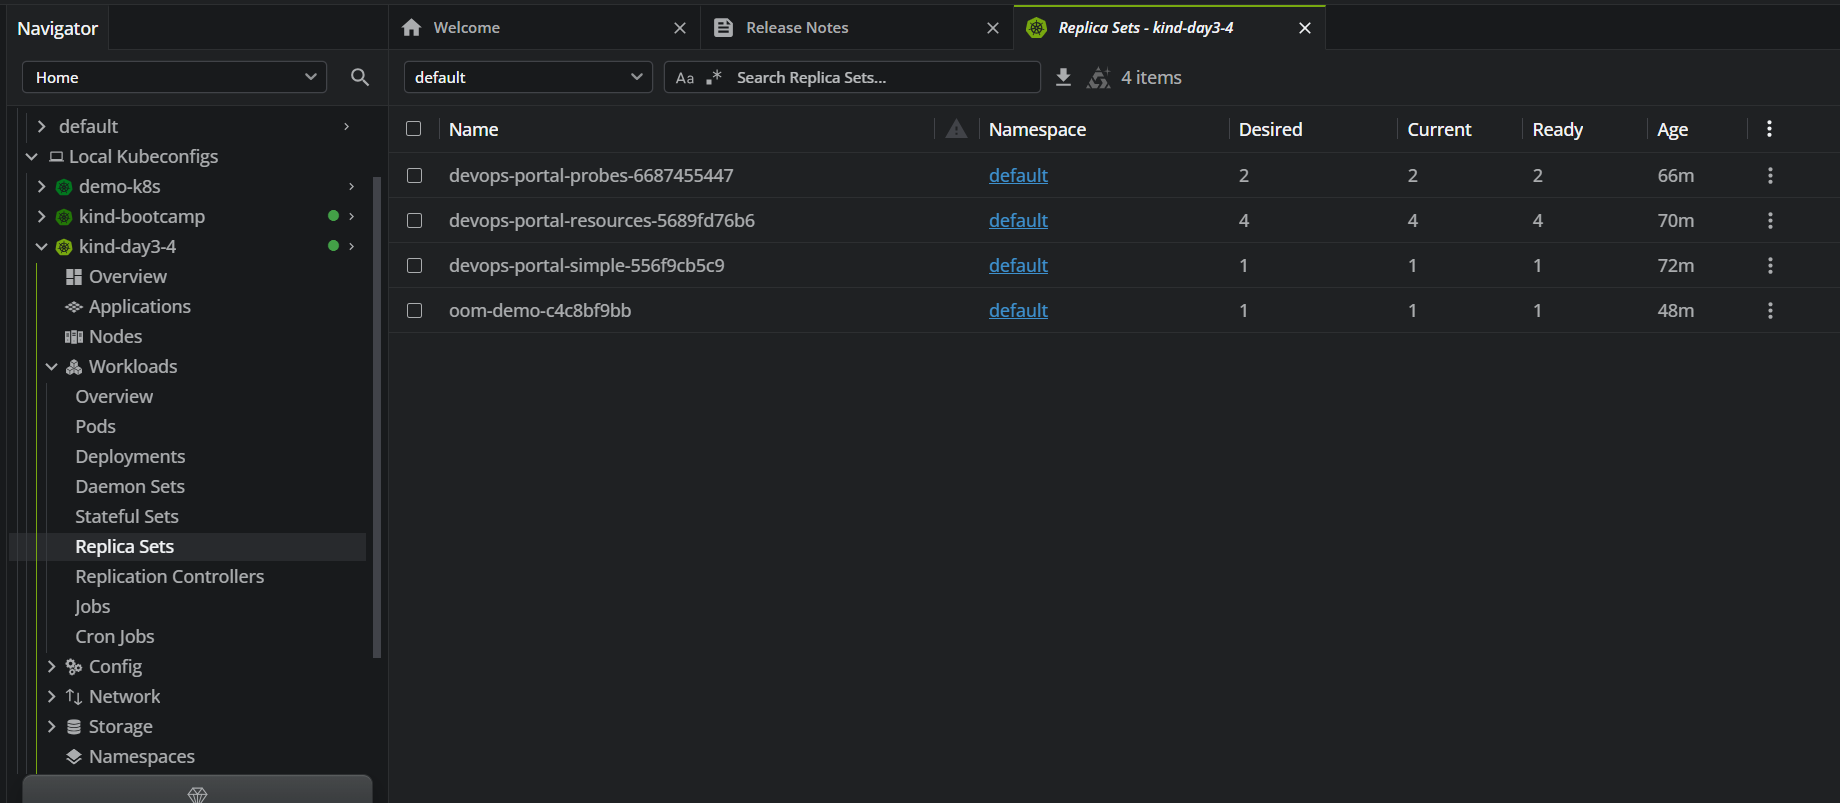 Navigator
Welcome
Release Notes
Replica Sets - kind-day3-4
Home
default
Aa .* Search Replica Sets...
4 items
default
Local Kubeconfigs
demo-k8s
kind-bootcamp
kind-day3-4
Overview
Applications
Nodes
Workloads
Overview
Pods
Deployments
Daemon Sets
Stateful Sets
Replica Sets
Replication Controllers
Jobs
Cron Jobs
Config
Network
Storage
Namespaces
Name Namespace Desired Current Ready Age
devops-portal-probes-6687455447 default 2 2 2 66m
devops-portal-resources-5689fd76b6 default 4 4 4 70m
devops-portal-simple-556f9cb5c9 default 1 1 1 72m
oom-demo-c4c8bf9bb default 1 1 1 48m